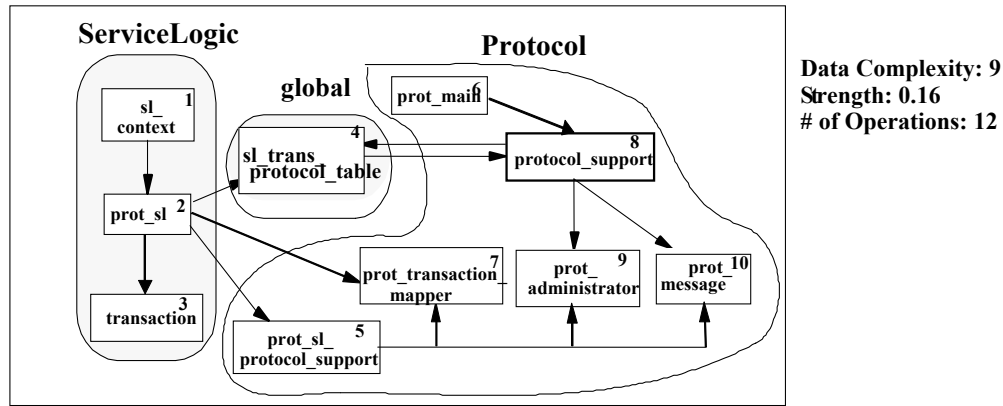 ServiceLogic
Protocol
global
Data Complexity: 9
Strength: 0.16
# of Operations: 12
1
sl_
context
6
prot_main
4
sl_trans_
protocol_table
8
protocol_support
2
prot_sl
7
prot_transaction_
mapper
9
prot_
administrator
10
prot_
message
3
transaction
5
prot_sl_
protocol_support